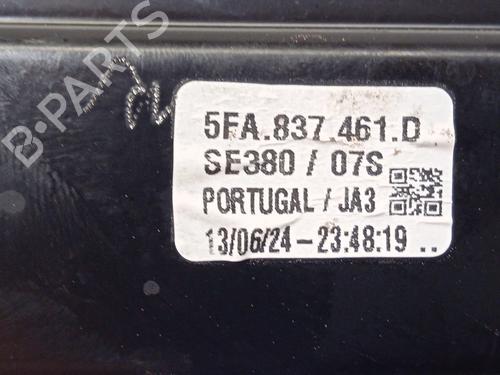 B-PARTS
5FA.837.461.D
SE380 / 07S
PORTUGAL / JA3
13/06/24-23:48:19 ..